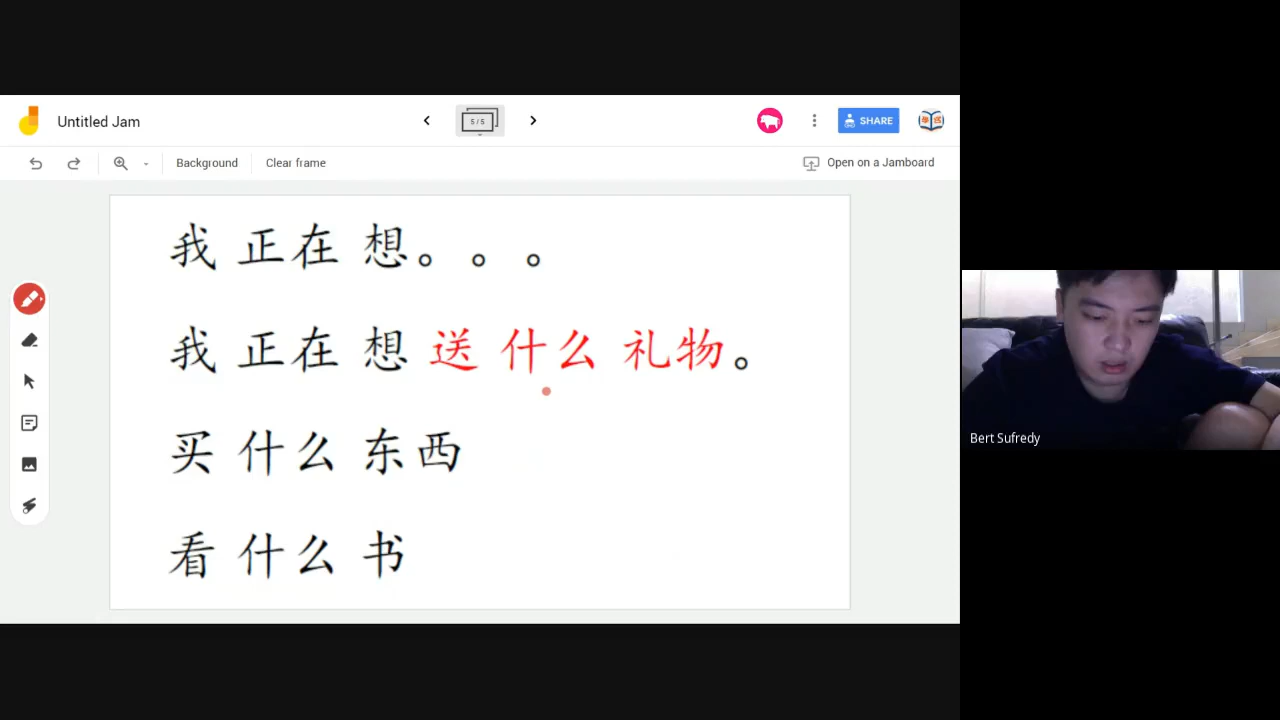 Untitled Jam
5 / 5
SHARE
Background
Clear frame
Open on a Jamboard
我 正在 想。。。
我 正在 想 送 什么 礼物。
买 什么 东西
看 什么 书
Bert Sufredy